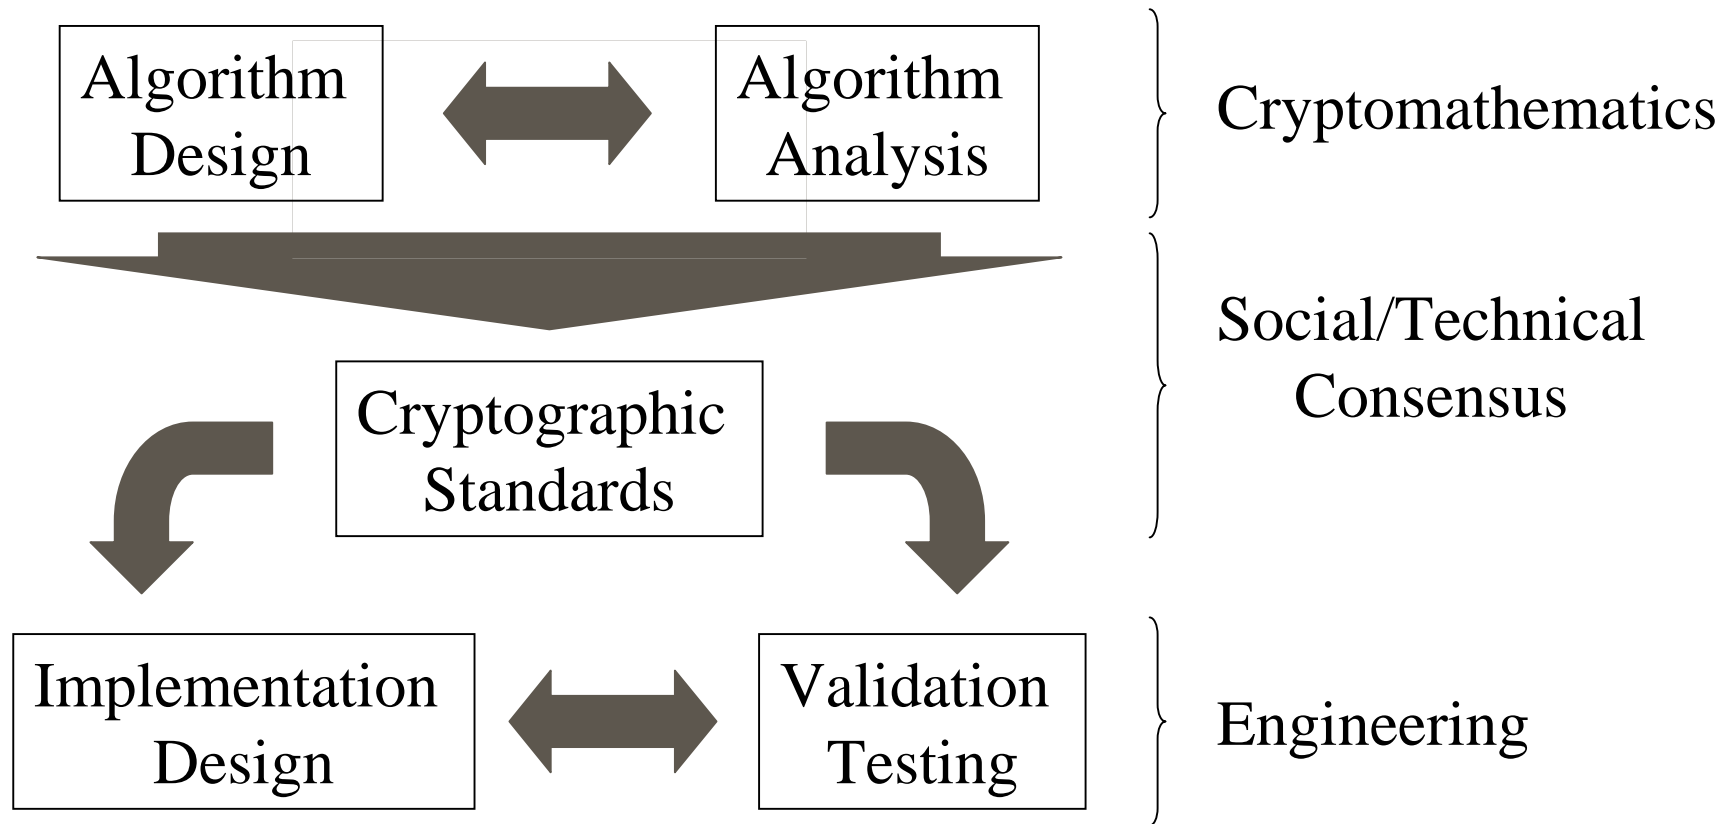 Algorithm
Design
Algorithm
Analysis
Cryptomathematics
Social/Technical
Consensus
Cryptographic
Standards
Implementation
Design
Validation
Testing
Engineering